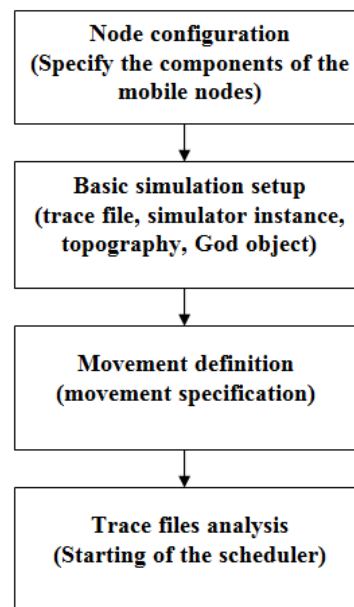 Node configuration
(Specify the components of the
mobile nodes)
Basic simulation setup
(trace file, simulator instance,
topography, God object)
Movement definition
(movement specification)
Trace files analysis
(Starting of the scheduler)